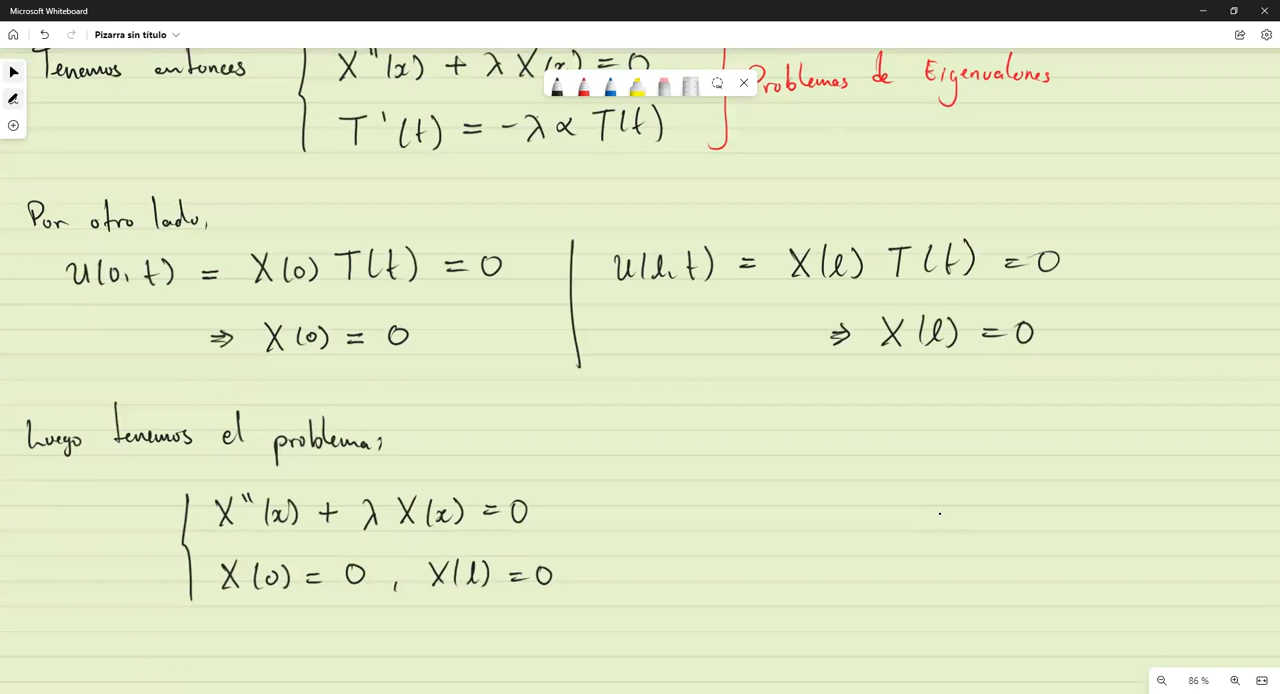 Microsoft Whiteboard
Pizarra sin título
Tenemos entonces
X''(x) + λ X(x) = 0
T'(t) = -λ α T(t)
Problemas de Eigenvalores
Por otro lado,
u(0, t) = X(0) T(t) = 0
⇒ X(0) = 0
u(l, t) = X(l) T(t) = 0
⇒ X(l) = 0
Luego tenemos el problema;
X''(x) + λ X(x) = 0
X(0) = 0 , X(l) = 0
86 %